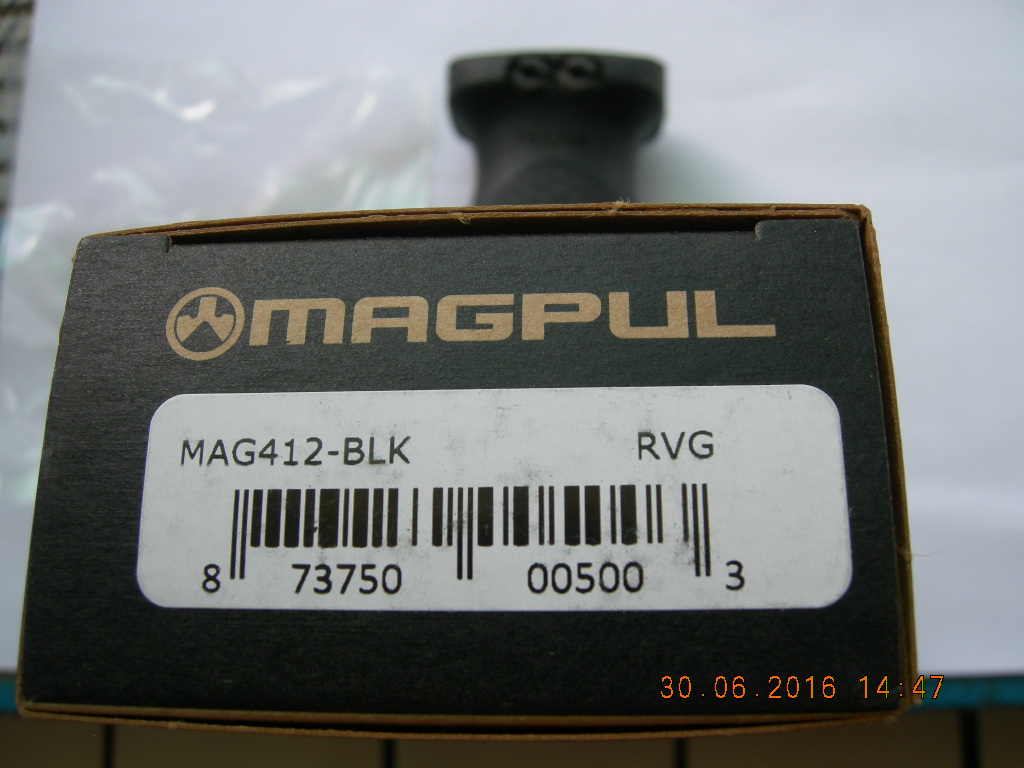 MAGPUL
MAG412-BLK RVG
8 73750 00500 3
30.06.2016 14:47